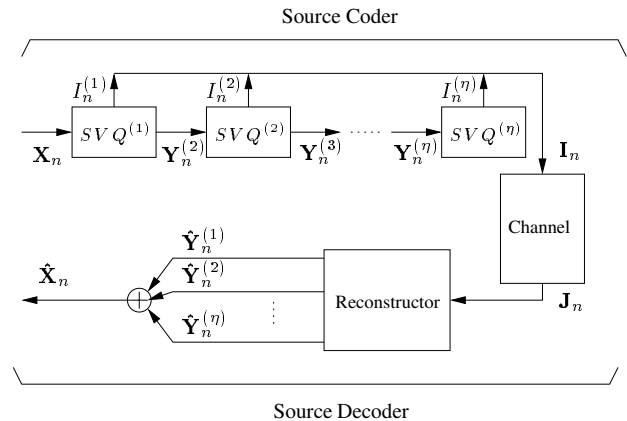 Source Coder
I_n^(1) I_n^(2) I_n^(η)
SVQ^(1) SVQ^(2) ..... SVQ^(η)
X_n Y_n^(2) Y_n^(3) Y_n^(η) I_n
Channel
Ŷ_n^(1)
X̂_n Ŷ_n^(2)
Reconstructor
J_n
Ŷ_n^(η)
Source Decoder